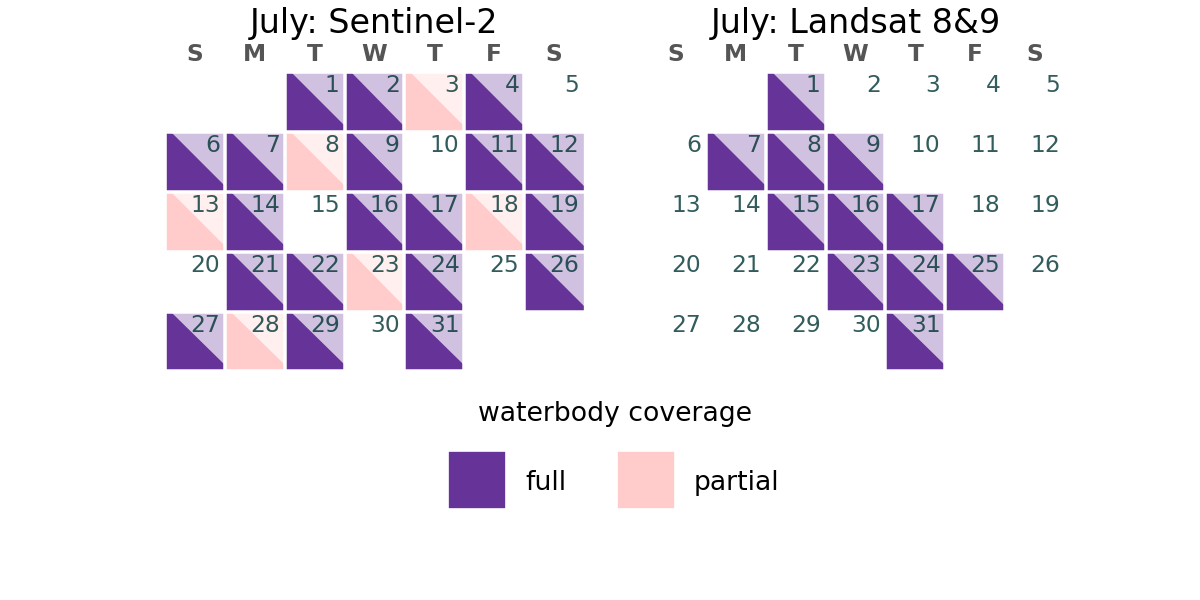 July: Sentinel-2
S M T W T F S
1 2 3 4 5
6 7 8 9 10 11 12
13 14 15 16 17 18 19
20 21 22 23 24 25 26
27 28 29 30 31
July: Landsat 8&9
S M T W T F S
1 2 3 4 5
6 7 8 9 10 11 12
13 14 15 16 17 18 19
20 21 22 23 24 25 26
27 28 29 30 31
waterbody coverage
full
partial